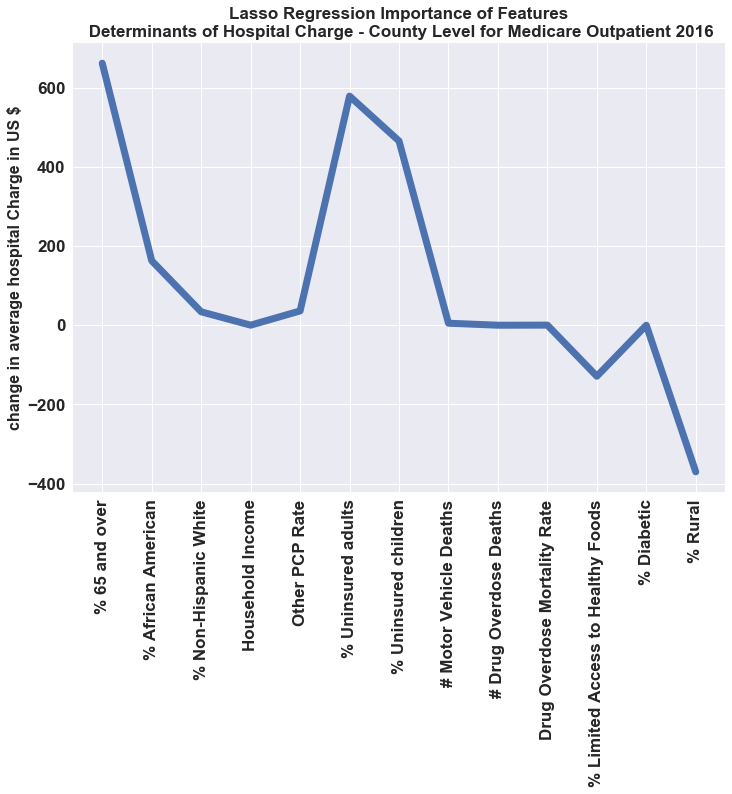 Lasso Regression Importance of Features
Determinants of Hospital Charge - County Level for Medicare Outpatient 2016
change in average hospital Charge in US $
600
400
200
0
−200
−400
% 65 and over
% African American
% Non-Hispanic White
Household Income
Other PCP Rate
% Uninsured adults
% Uninsured children
# Motor Vehicle Deaths
# Drug Overdose Deaths
Drug Overdose Mortality Rate
% Limited Access to Healthy Foods
% Diabetic
% Rural